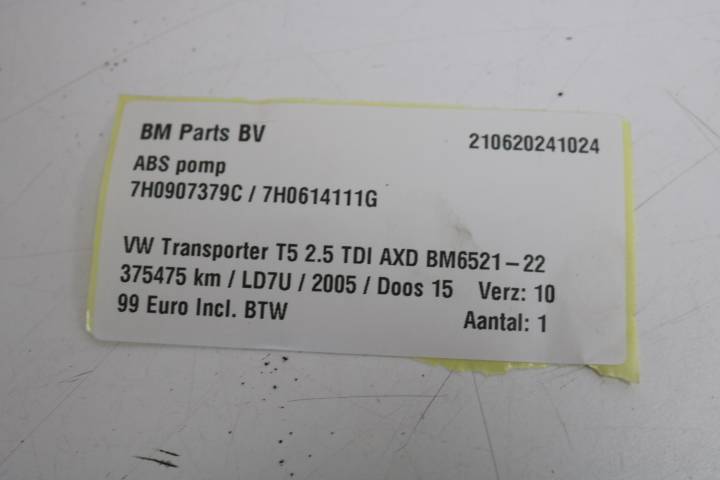 BM Parts BV 210620241024
ABS pomp
7H0907379C / 7H0614111G
VW Transporter T5 2.5 TDI AXD BM6521-22
375475 km / LD7U / 2005 / Doos 15 Verz: 10
99 Euro Incl. BTW Aantal: 1